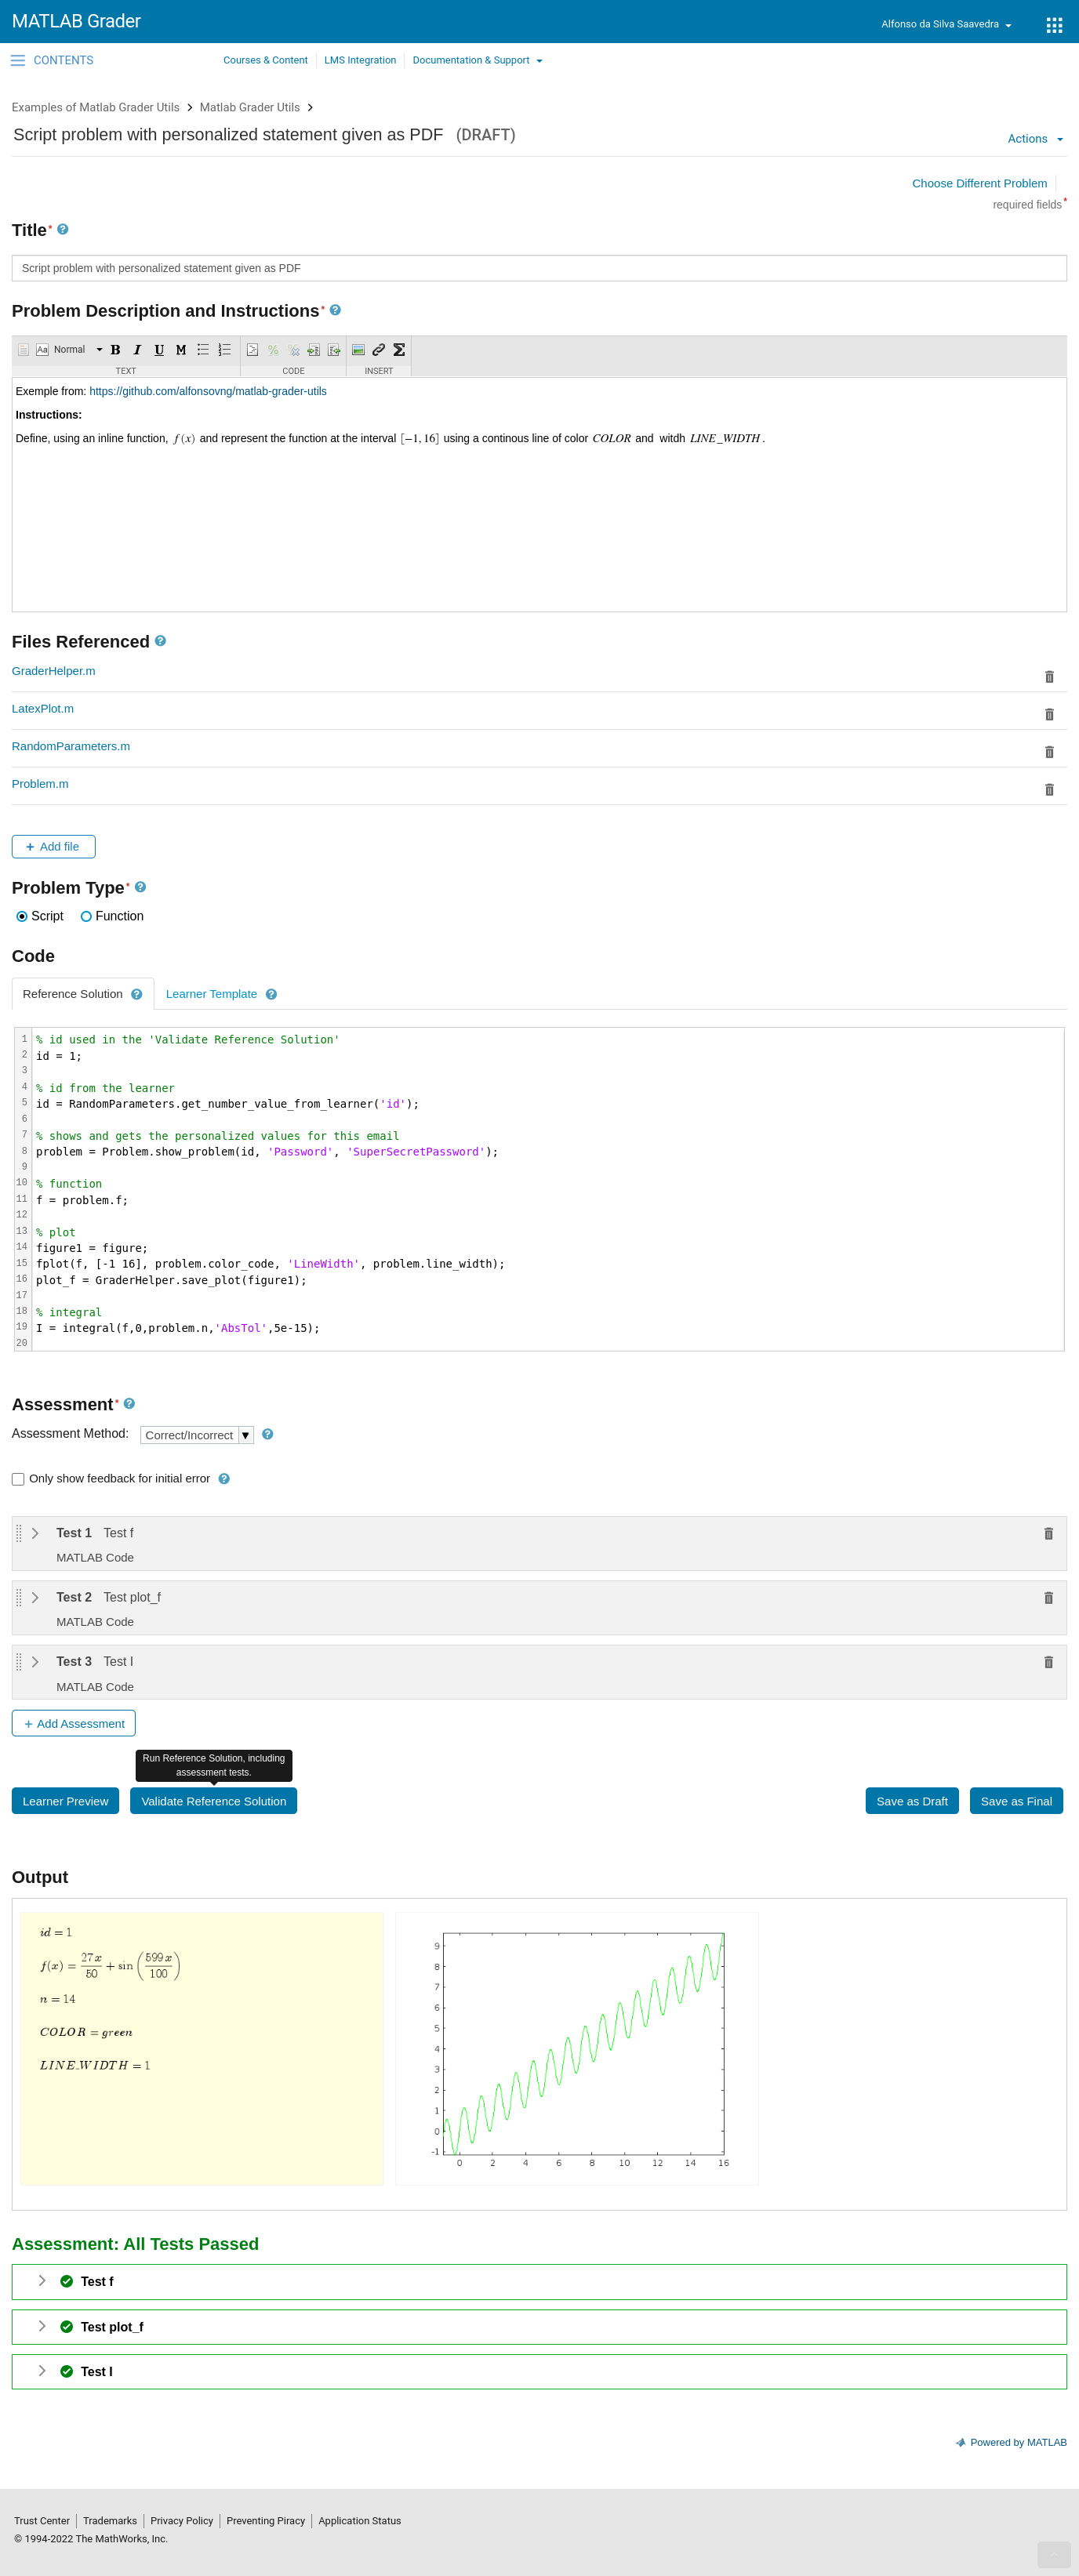 MATLAB Grader
Alfonso da Silva Saavedra
CONTENTS
Courses & Content
LMS Integration
Documentation & Support
Examples of Matlab Grader Utils
Matlab Grader Utils
Script problem with personalized statement given as PDF (DRAFT)
Actions
Choose Different Problem
required fields*
Title*
Script problem with personalized statement given as PDF
Problem Description and Instructions*
Normal B I U M
TEXT
CODE
INSERT
Exemple from: https://github.com/alfonsovng/matlab-grader-utils
Instructions:
Define, using an inline function, f(x) and represent the function at the interval [−1, 16] using a continous line of color COLOR and witdh LINE_WIDTH .
Files Referenced
GraderHelper.m
LatexPlot.m
RandomParameters.m
Problem.m
+ Add file
Problem Type*
Script
Function
Code
Reference Solution
Learner Template
1 % id used in the 'Validate Reference Solution'
2 id = 1;
3
4 % id from the learner
5 id = RandomParameters.get_number_value_from_learner('id');
6
7 % shows and gets the personalized values for this email
8 problem = Problem.show_problem(id, 'Password', 'SuperSecretPassword');
9
10 % function
11 f = problem.f;
12
13 % plot
14 figure1 = figure;
15 fplot(f, [-1 16], problem.color_code, 'LineWidth', problem.line_width);
16 plot_f = GraderHelper.save_plot(figure1);
17
18 % integral
19 I = integral(f,0,problem.n,'AbsTol',5e-15);
20
Assessment*
Assessment Method: Correct/Incorrect
Only show feedback for initial error
Test 1 Test f
MATLAB Code
Test 2 Test plot_f
MATLAB Code
Test 3 Test I
MATLAB Code
+ Add Assessment
Run Reference Solution, including
assessment tests.
Learner Preview
Validate Reference Solution
Save as Draft
Save as Final
Output
id = 1
f(x) = 27 x / 50 + sin(599 x / 100)
n = 14
COLOR = green
LINE_WIDTH = 1
9
8
7
6
5
4
3
2
1
0
-1
0 2 4 6 8 10 12 14 16
Assessment: All Tests Passed
Test f
Test plot_f
Test I
Powered by MATLAB
Trust Center
Trademarks
Privacy Policy
Preventing Piracy
Application Status
© 1994-2022 The MathWorks, Inc.